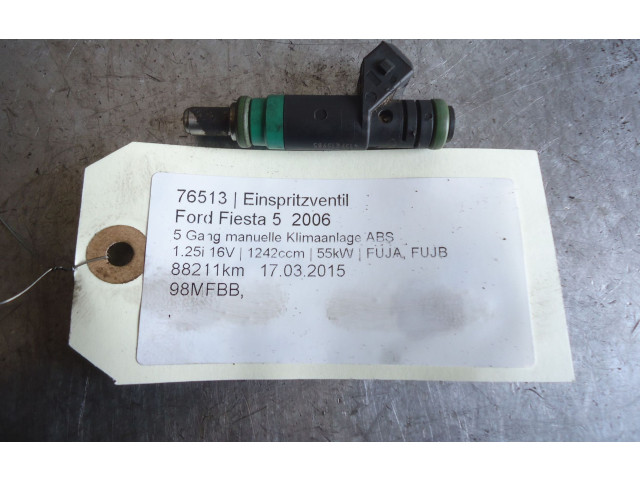 76513 | Einspritzventil
Ford Fiesta 5 2006
5 Gang manuelle Klimaanlage ABS
1.25i 16V | 1242ccm | 55kW | FUJA, FUJB
88211km 17.03.2015
98MFBB,